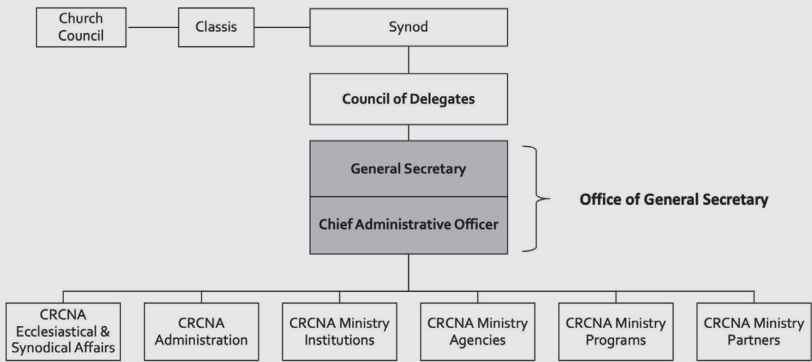 Church
Council
Classis
Synod
Council of Delegates
General Secretary
Chief Administrative Officer
Office of General Secretary
CRCNA
Ecclesiastical &
Synodical Affairs
CRCNA
Administration
CRCNA Ministry
Institutions
CRCNA Ministry
Agencies
CRCNA Ministry
Programs
CRCNA Ministry
Partners